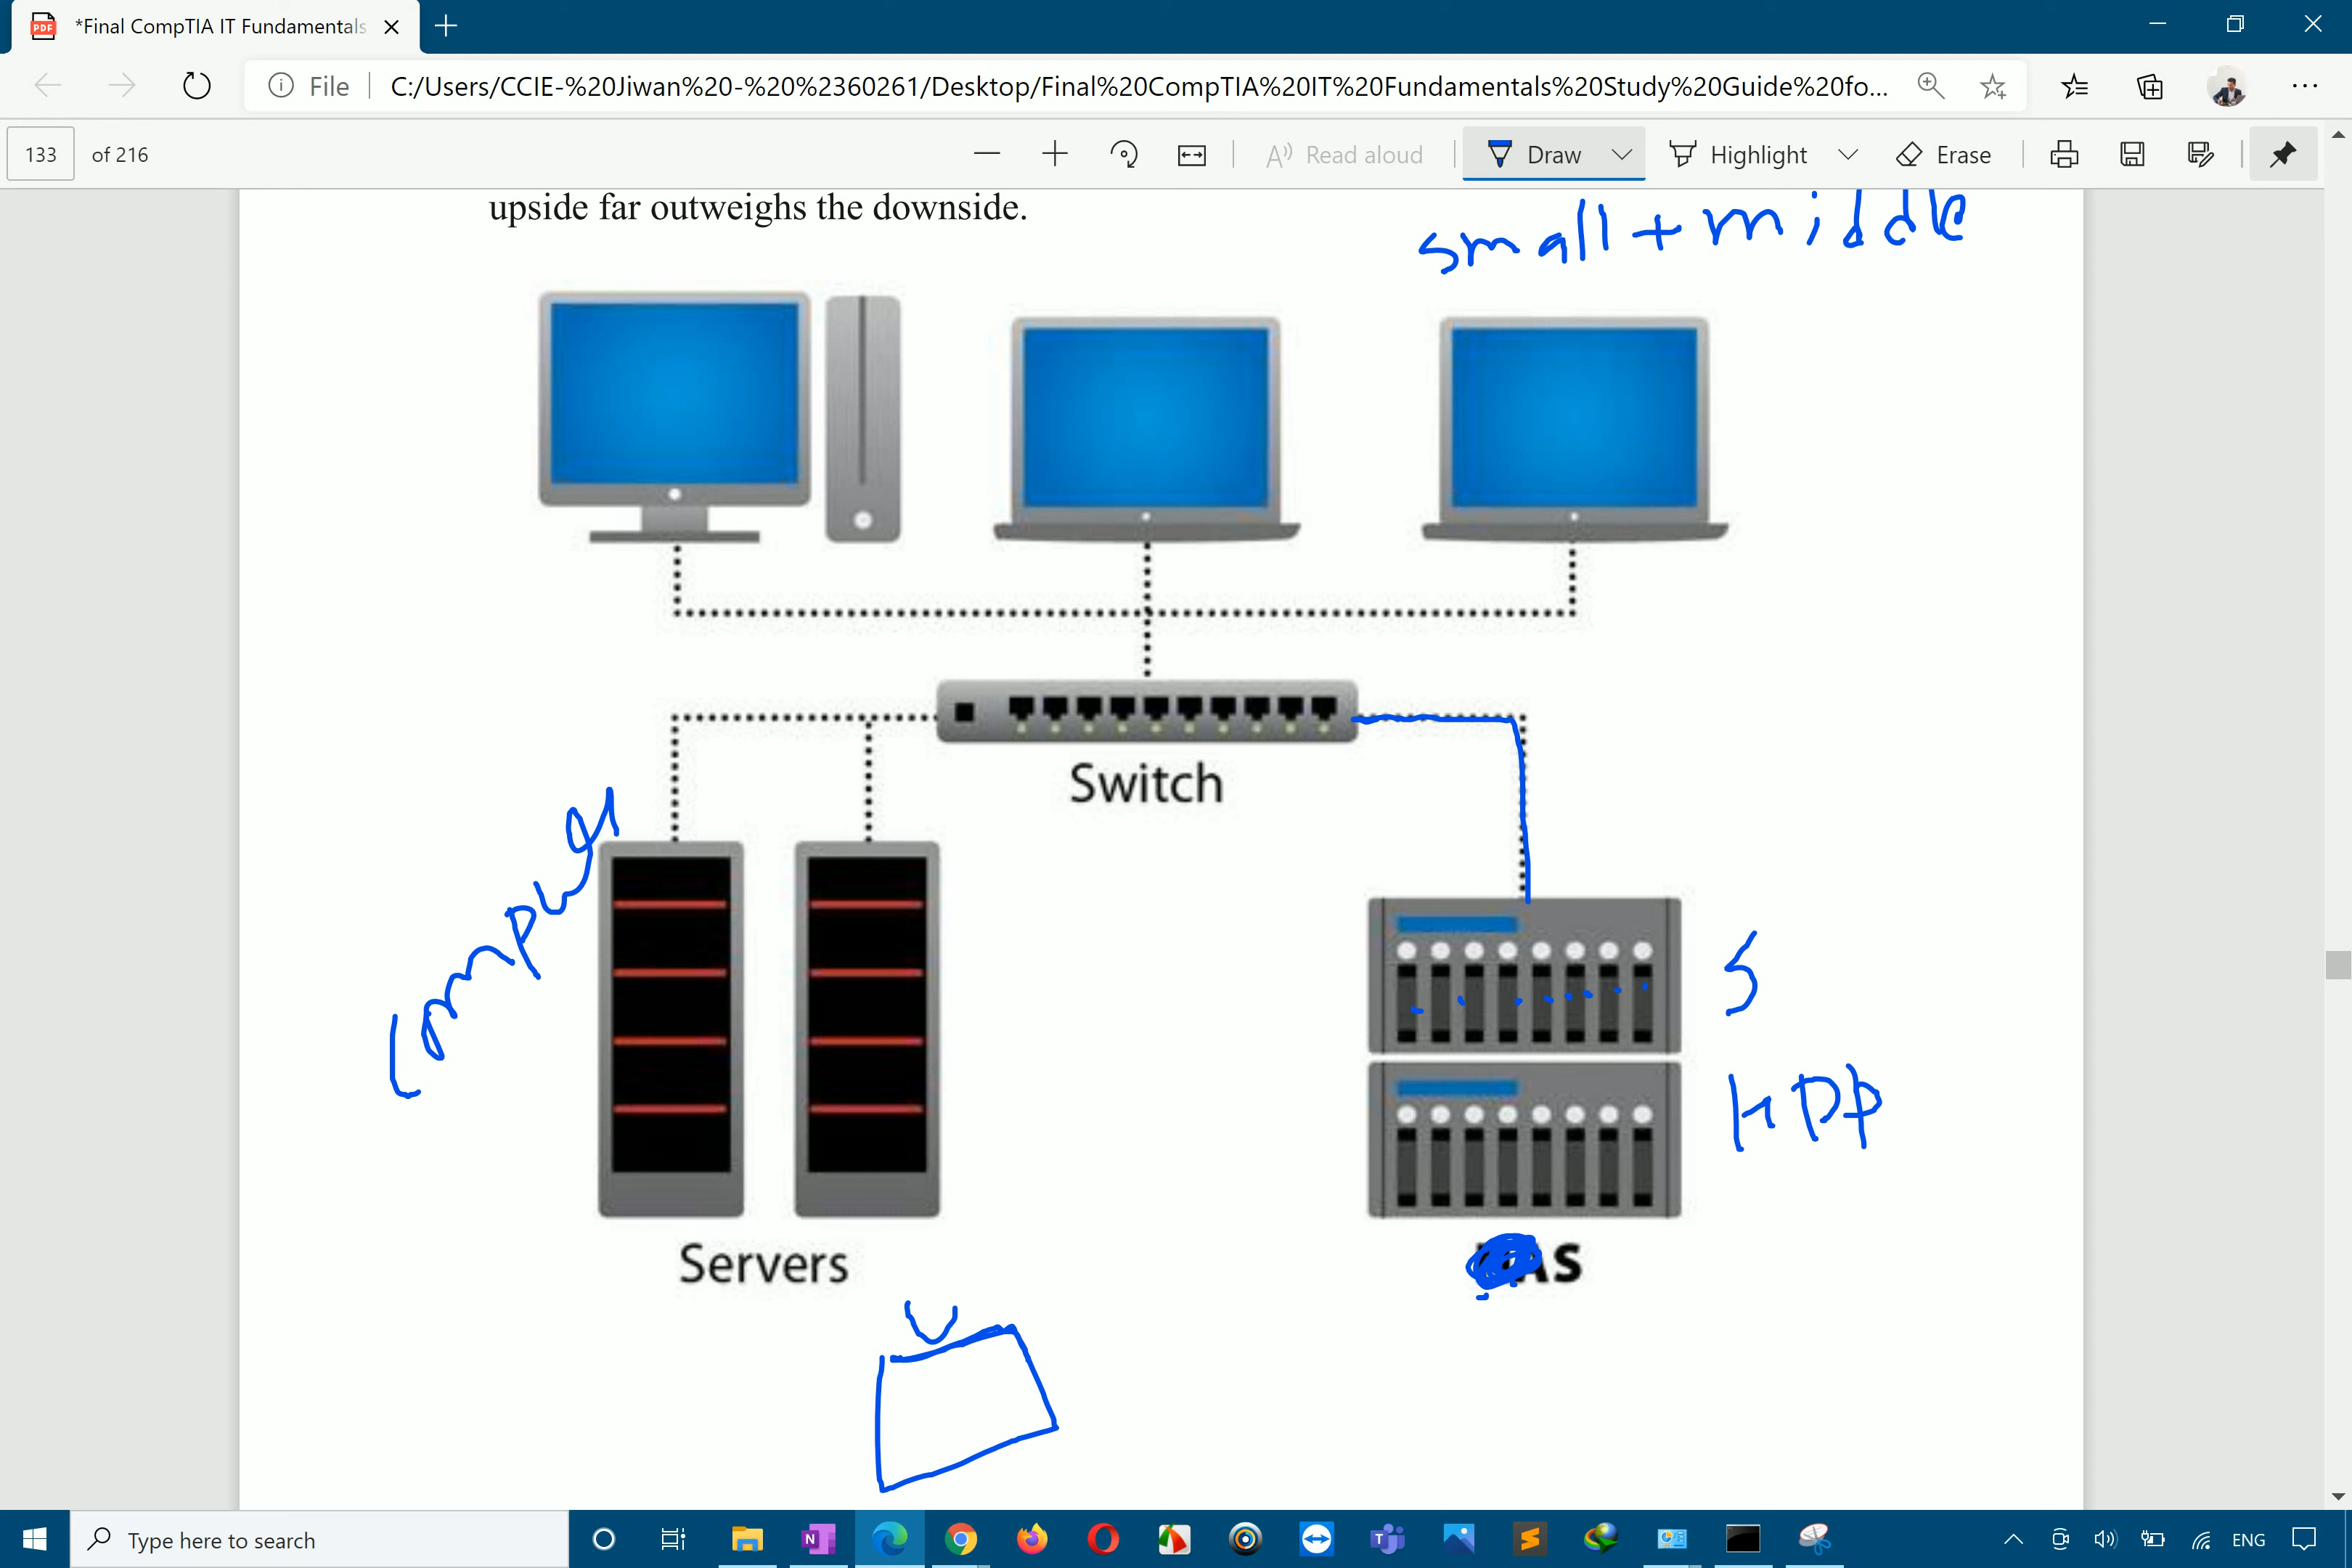 *Final CompTIA IT Fundamentals
File C:/Users/CCIE-%20Jiwan%20-%20%2360261/Desktop/Final%20CompTIA%20IT%20Fundamentals%20Study%20Guide%20fo...
133 of 216 Read aloud Draw Highlight Erase
upside far outweighs the downside.
small + middle
Switch
S
HDD
Servers
Type here to search
ENG